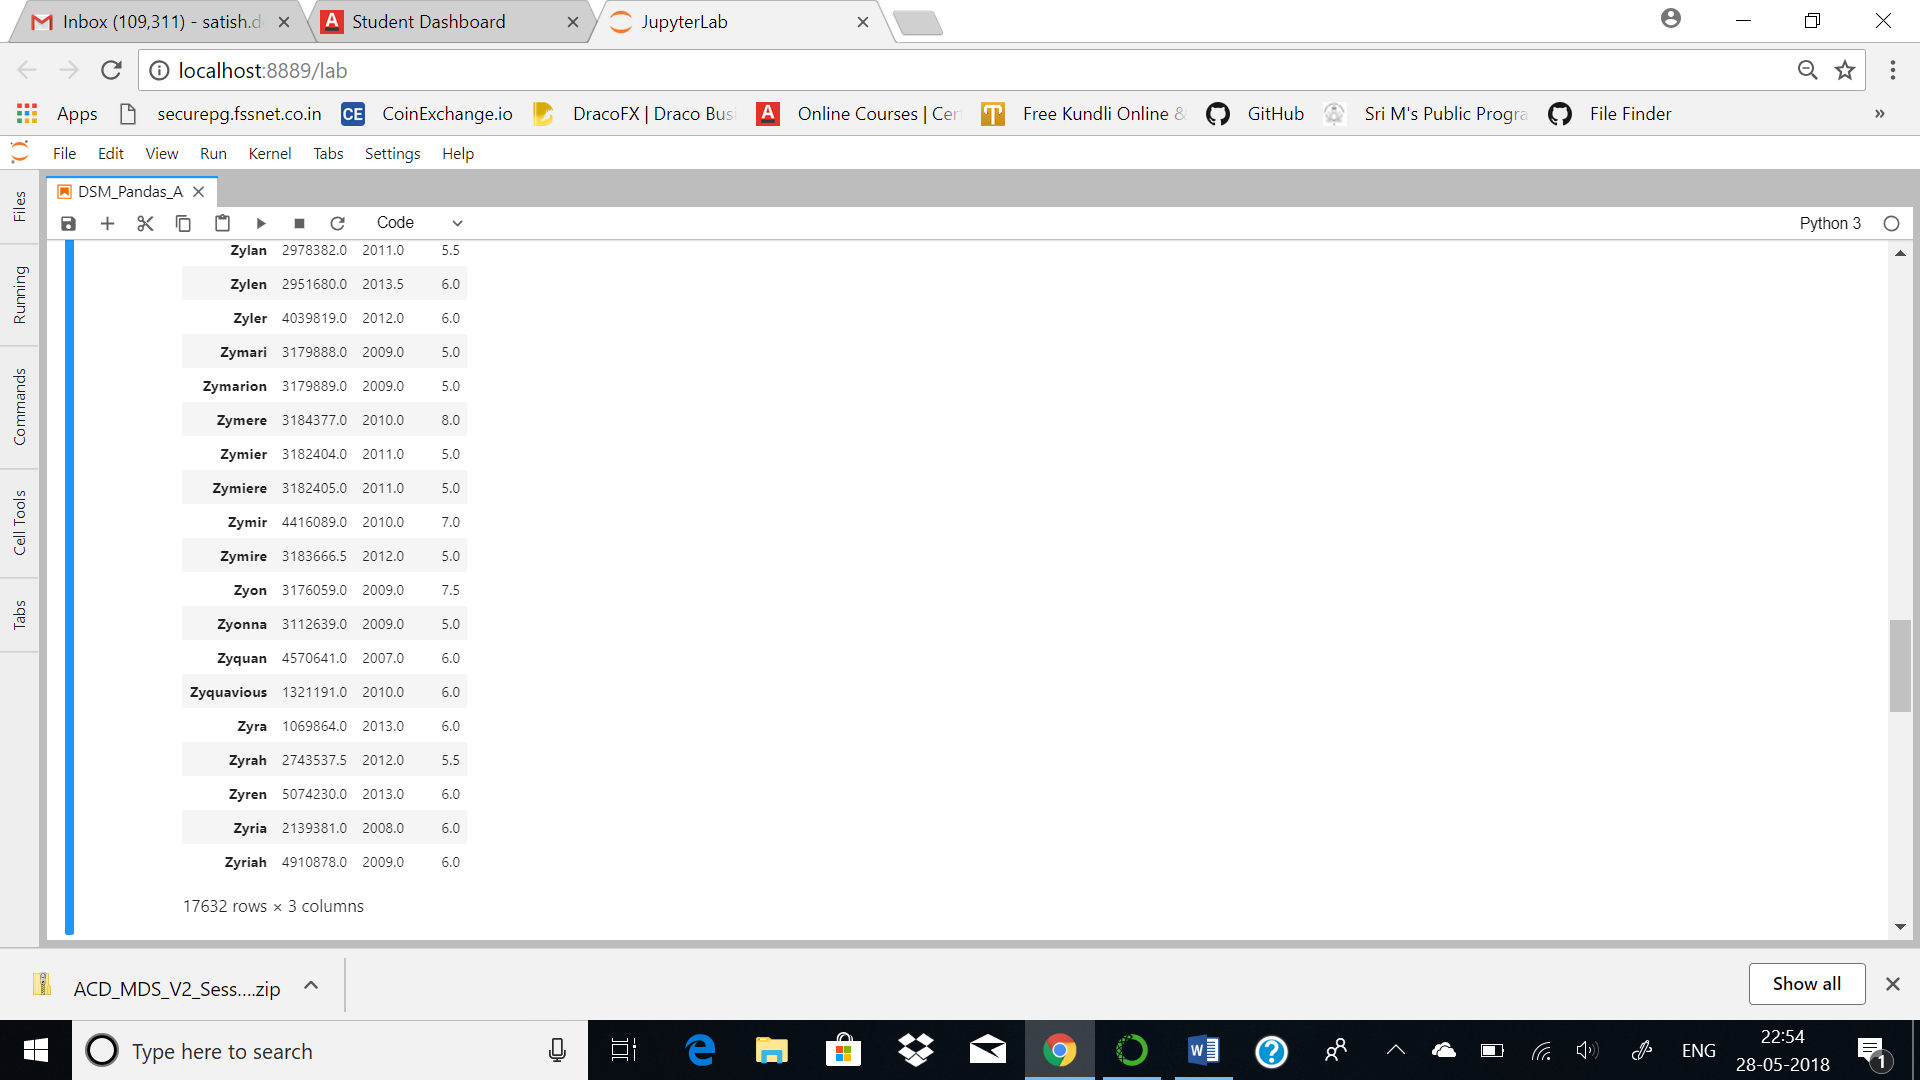 Inbox (109,311) - satish.d
Student Dashboard
JupyterLab
localhost:8889/lab
Apps
securepg.fssnet.co.in
CE
CoinExchange.io
DracoFX | Draco Busi
Online Courses | Cer
Free Kundli Online &
GitHub
Sri M's Public Progra
File Finder
»
File Edit View Run Kernel Tabs Settings Help
Files
Running
Commands
Cell Tools
Tabs
DSM_Pandas_A
Code
Python 3
Zylan 2978382.0 2011.0 5.5
Zylen 2951680.0 2013.5 6.0
Zyler 4039819.0 2012.0 6.0
Zymari 3179888.0 2009.0 5.0
Zymarion 3179889.0 2009.0 5.0
Zymere 3184377.0 2010.0 8.0
Zymier 3182404.0 2011.0 5.0
Zymiere 3182405.0 2011.0 5.0
Zymir 4416089.0 2010.0 7.0
Zymire 3183666.5 2012.0 5.0
Zyon 3176059.0 2009.0 7.5
Zyonna 3112639.0 2009.0 5.0
Zyquan 4570641.0 2007.0 6.0
Zyquavious 1321191.0 2010.0 6.0
Zyra 1069864.0 2013.0 6.0
Zyrah 2743537.5 2012.0 5.5
Zyren 5074230.0 2013.0 6.0
Zyria 2139381.0 2008.0 6.0
Zyriah 4910878.0 2009.0 6.0
17632 rows × 3 columns
ACD_MDS_V2_Sess....zip
Show all
Type here to search
ENG
22:54
28-05-2018
1